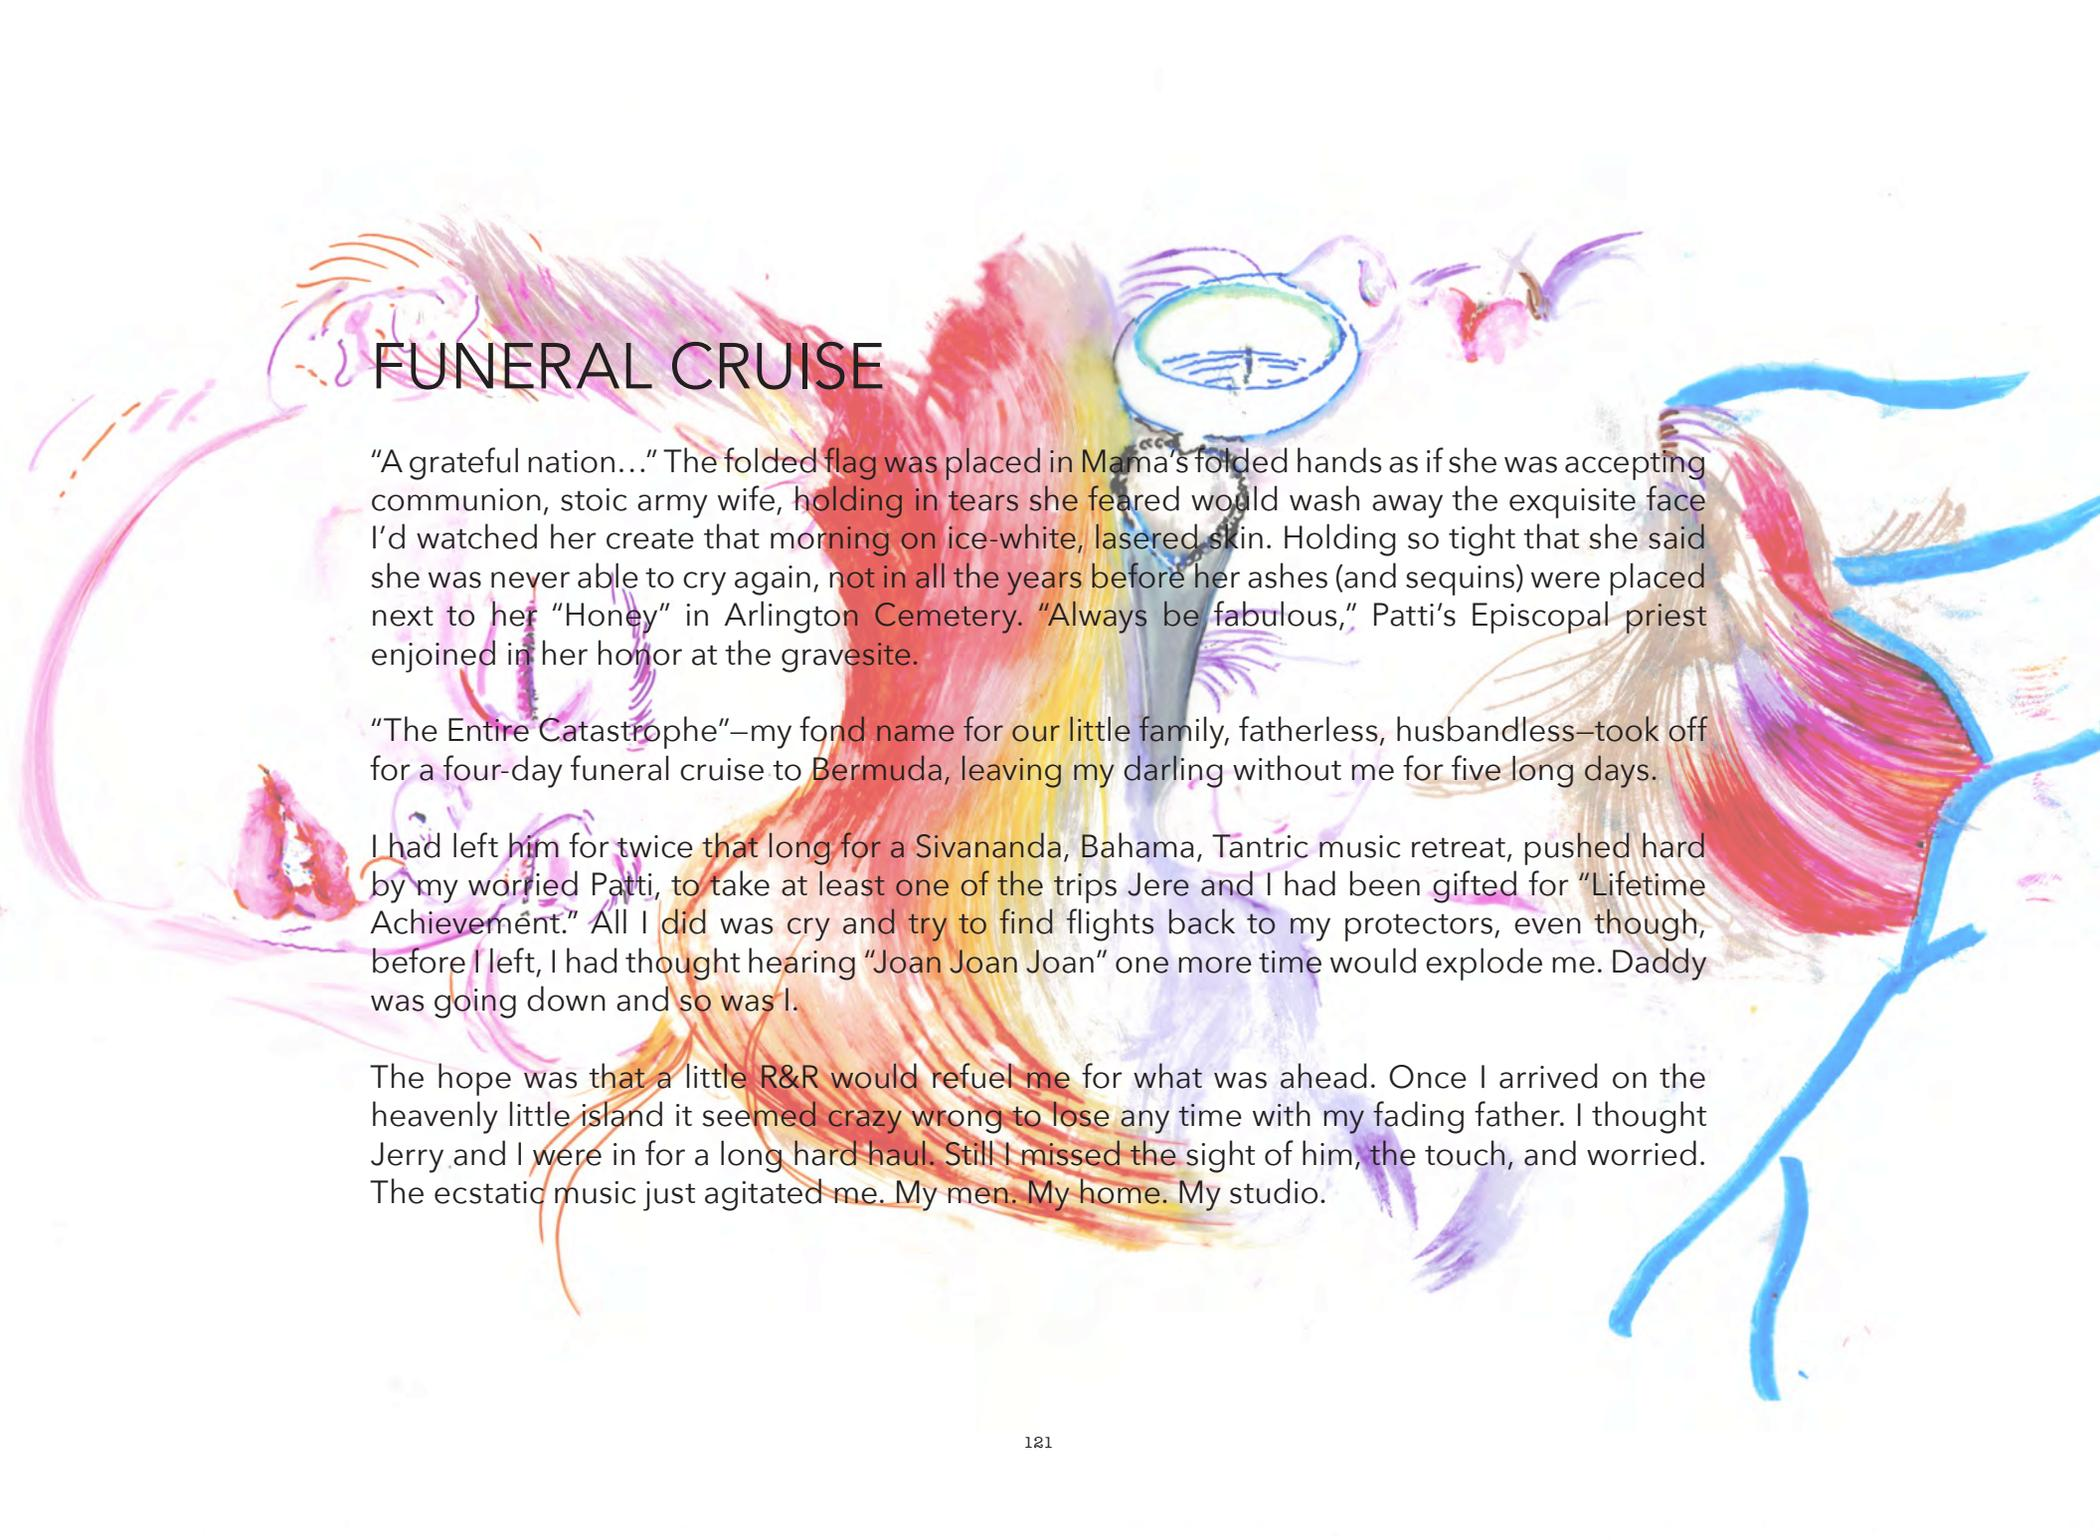 FUNERAL CRUISE
“A grateful nation…” The folded flag was placed in Mama’s folded hands as if she was accepting
communion, stoic army wife, holding in tears she feared would wash away the exquisite face
I’d watched her create that morning on ice-white, lasered skin. Holding so tight that she said
she was never able to cry again, not in all the years before her ashes (and sequins) were placed
next to her “Honey” in Arlington Cemetery. “Always be fabulous,” Patti’s Episcopal priest
enjoined in her honor at the gravesite.
“The Entire Catastrophe”—my fond name for our little family, fatherless, husbandless—took off
for a four-day funeral cruise to Bermuda, leaving my darling without me for five long days.
I had left him for twice that long for a Sivananda, Bahama, Tantric music retreat, pushed hard
by my worried Patti, to take at least one of the trips Jere and I had been gifted for “Lifetime
Achievement.” All I did was cry and try to find flights back to my protectors, even though,
before I left, I had thought hearing “Joan Joan Joan” one more time would explode me. Daddy
was going down and so was I.
The hope was that a little R&R would refuel me for what was ahead. Once I arrived on the
heavenly little island it seemed crazy wrong to lose any time with my fading father. I thought
Jerry and I were in for a long hard haul. Still I missed the sight of him, the touch, and worried.
The ecstatic music just agitated me. My men. My home. My studio.
121